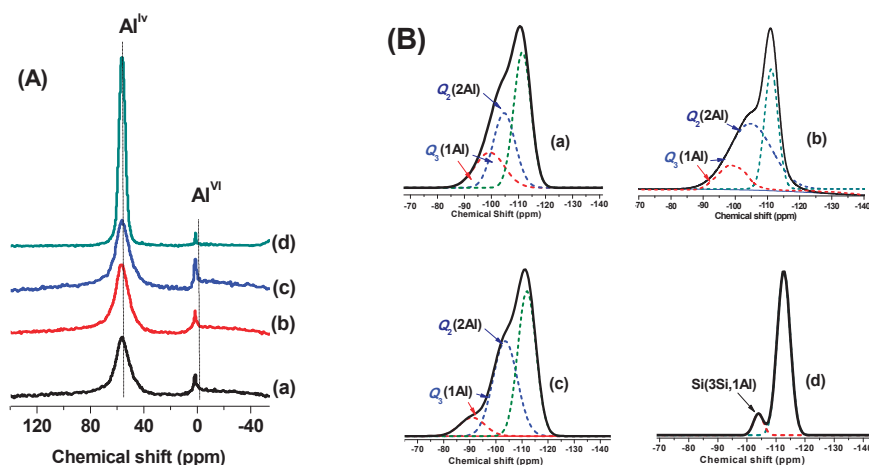 (A)
Al^Iv
Al^VI
(d)
(c)
(b)
(a)
120 80 40 0 -40
Chemical shift (ppm)
(B)
Q2(2Al)
Q3(1Al)
(a)
-70 -80 -90 -100 -110 -120 -130 -140
Chemical Shift (ppm)
Q2(2Al)
Q3(1Al)
(b)
70 -80 -90 -100 -110 -120 -130 -140
Chemical shift (ppm)
Q2(2Al)
Q3(1Al)
(c)
-70 -80 -90 -100 -110 -120 -130 -140
Chemical Shift (ppm)
Si(3Si,1Al)
(d)
-70 -80 -90 -100 -110 -120 -130 -140
Chemical Shift (ppm)